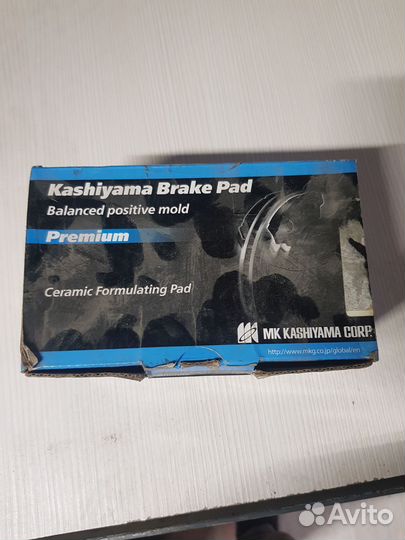 Kashiyama Brake Pad
Balanced positive mold
Premium
Ceramic Formulating Pad
MK KASHIYAMA CORP.
http://www.mkg.co.jp/global/en
Avito